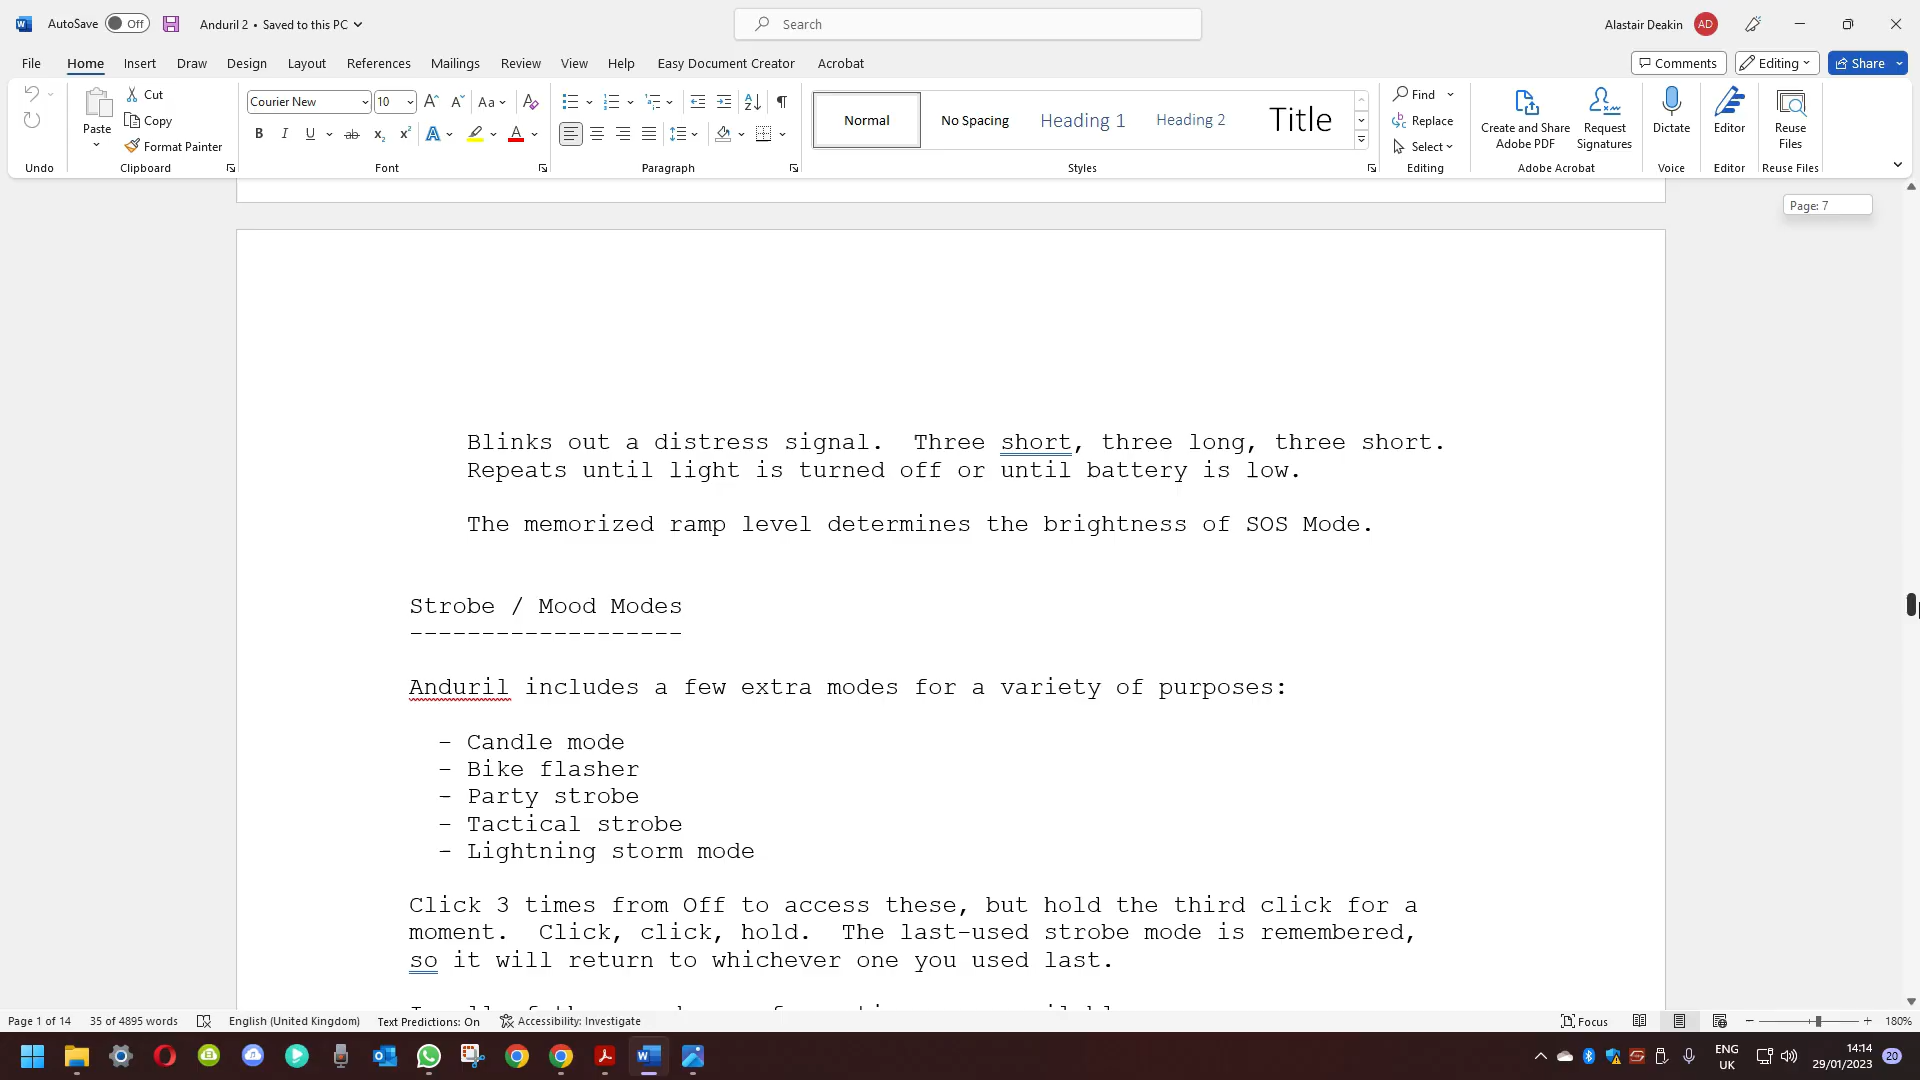 AutoSave Off Anduril 2 • Saved to this PC Search Alastair Deakin AD
File Home Insert Draw Design Layout References Mailings Review View Help Easy Document Creator Acrobat Comments Editing Share
Paste Cut Copy Format Painter
Courier New 10 Aa
B I U ab x₂ x² A A
Normal No Spacing Heading 1 Heading 2 Title
Find Replace Select
Create and Share Adobe PDF Request Signatures Dictate Editor Reuse Files
Undo Clipboard Font Paragraph Styles Editing Adobe Acrobat Voice Editor Reuse Files
Page: 7
Blinks out a distress signal.  Three short, three long, three short.
Repeats until light is turned off or until battery is low.
The memorized ramp level determines the brightness of SOS Mode.
Strobe / Mood Modes
-------------------
Anduril includes a few extra modes for a variety of purposes:
- Candle mode
- Bike flasher
- Party strobe
- Tactical strobe
- Lightning storm mode
Click 3 times from Off to access these, but hold the third click for a
moment.  Click, click, hold.  The last-used strobe mode is remembered,
so it will return to whichever one you used last.
Page 1 of 14 35 of 4895 words English (United Kingdom) Text Predictions: On Accessibility: Investigate Focus 180%
ENG UK 14:14 29/01/2023 20